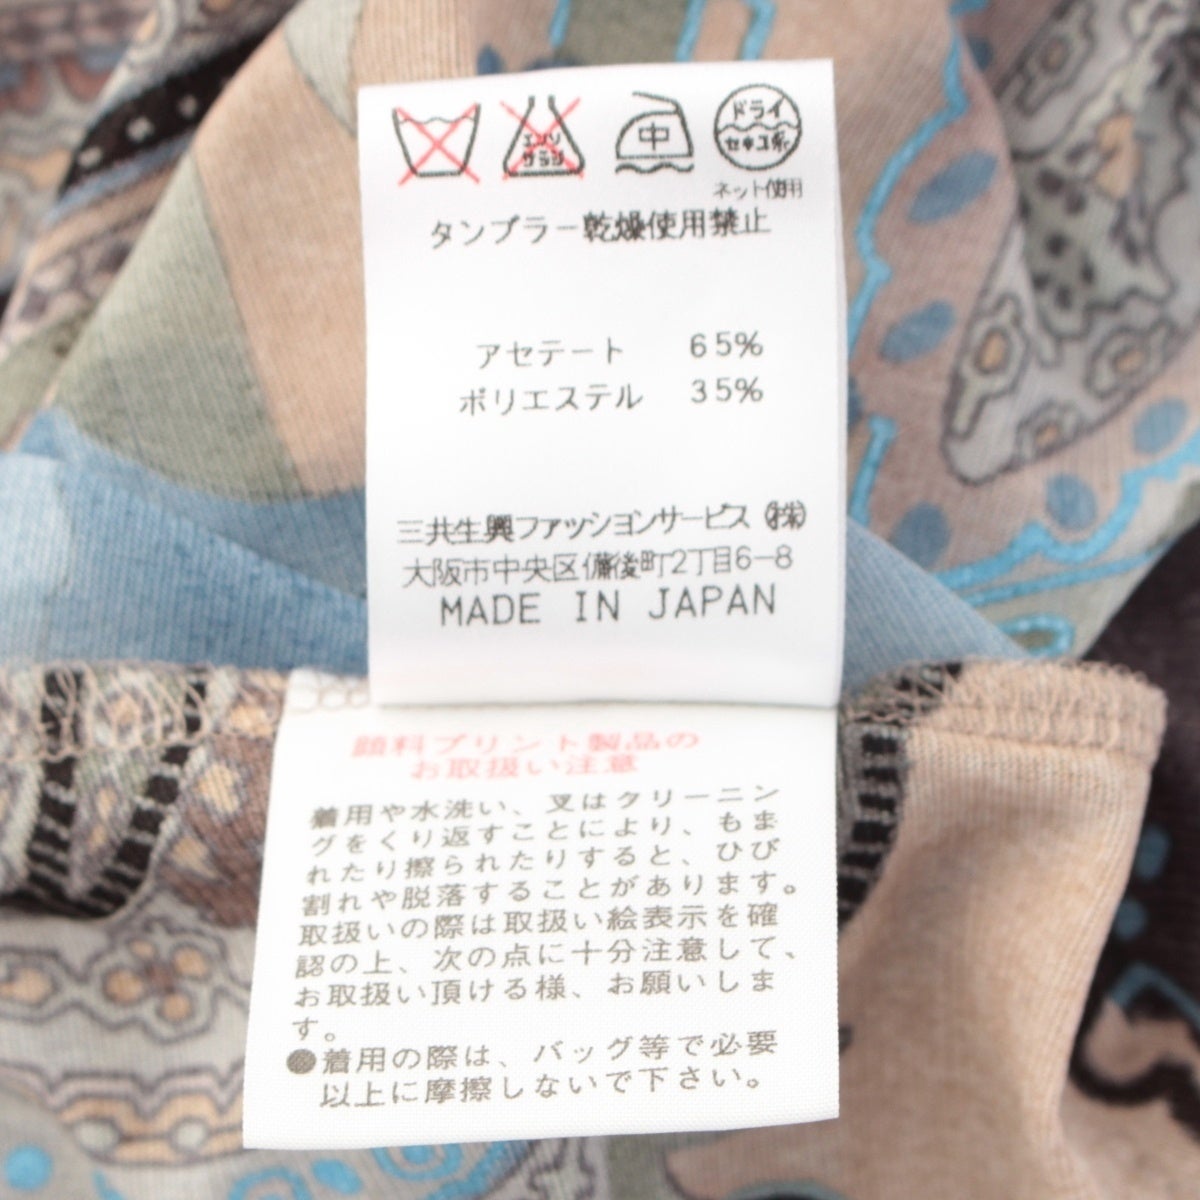 エンソ
サラシ
中
ドライ
セキユ系
ネット使用
タンブラー乾燥使用禁止
アセテート 65%
ポリエステル 35%
三共生興ファッションサービス㈱
大阪市中央区備後町2丁目6-8
MADE IN JAPAN
顔料プリント製品の
お取扱い注意
着用や水洗い、又はクリーニン
グをくり返すことにより、もま
れたり擦られたりすると、ひび
割れや脱落することがあります。
取扱いの際は取扱い絵表示を確
認の上、次の点に十分注意して、
お取扱い頂ける様、お願いしま
す。
●着用の際は、バッグ等で必要
以上に摩擦しないで下さい。